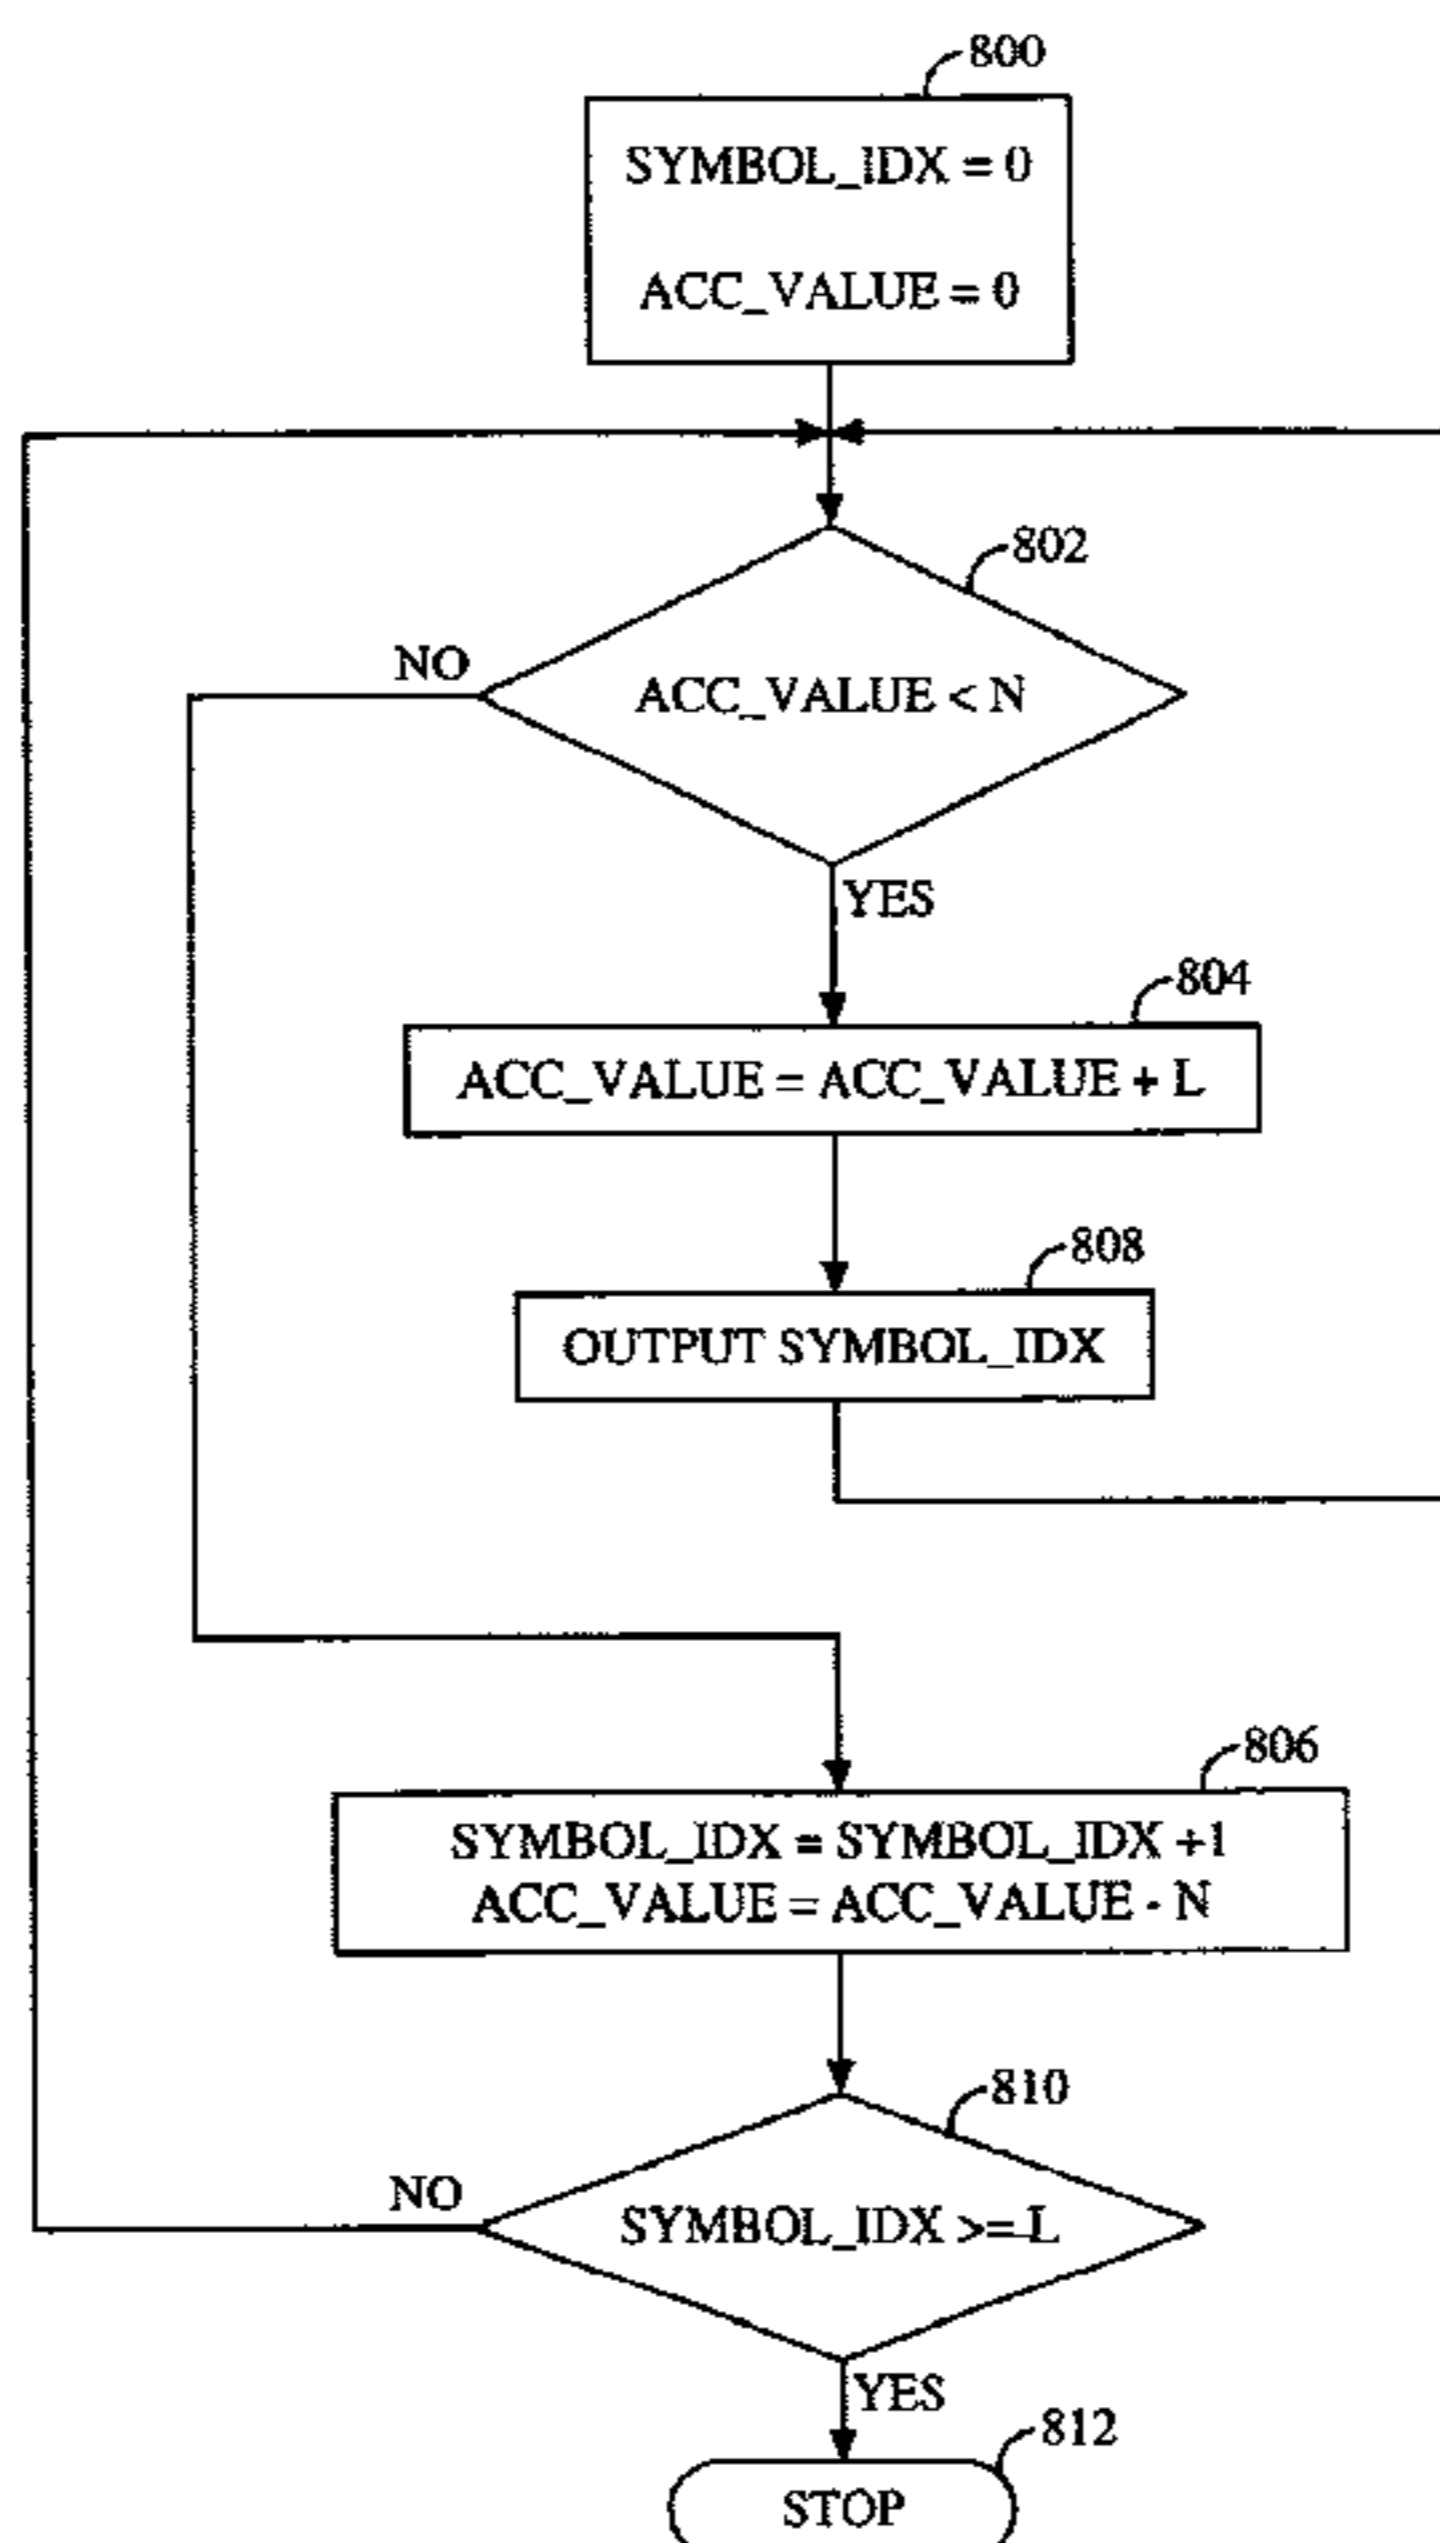 800
SYMBOL_IDX = 0
ACC_VALUE = 0
802
NO
ACC_VALUE < N
YES
804
ACC_VALUE = ACC_VALUE + L
808
OUTPUT SYMBOL_IDX
806
SYMBOL_IDX = SYMBOL_IDX +1
ACC_VALUE = ACC_VALUE - N
810
NO
SYMBOL_IDX >= L
YES
812
STOP